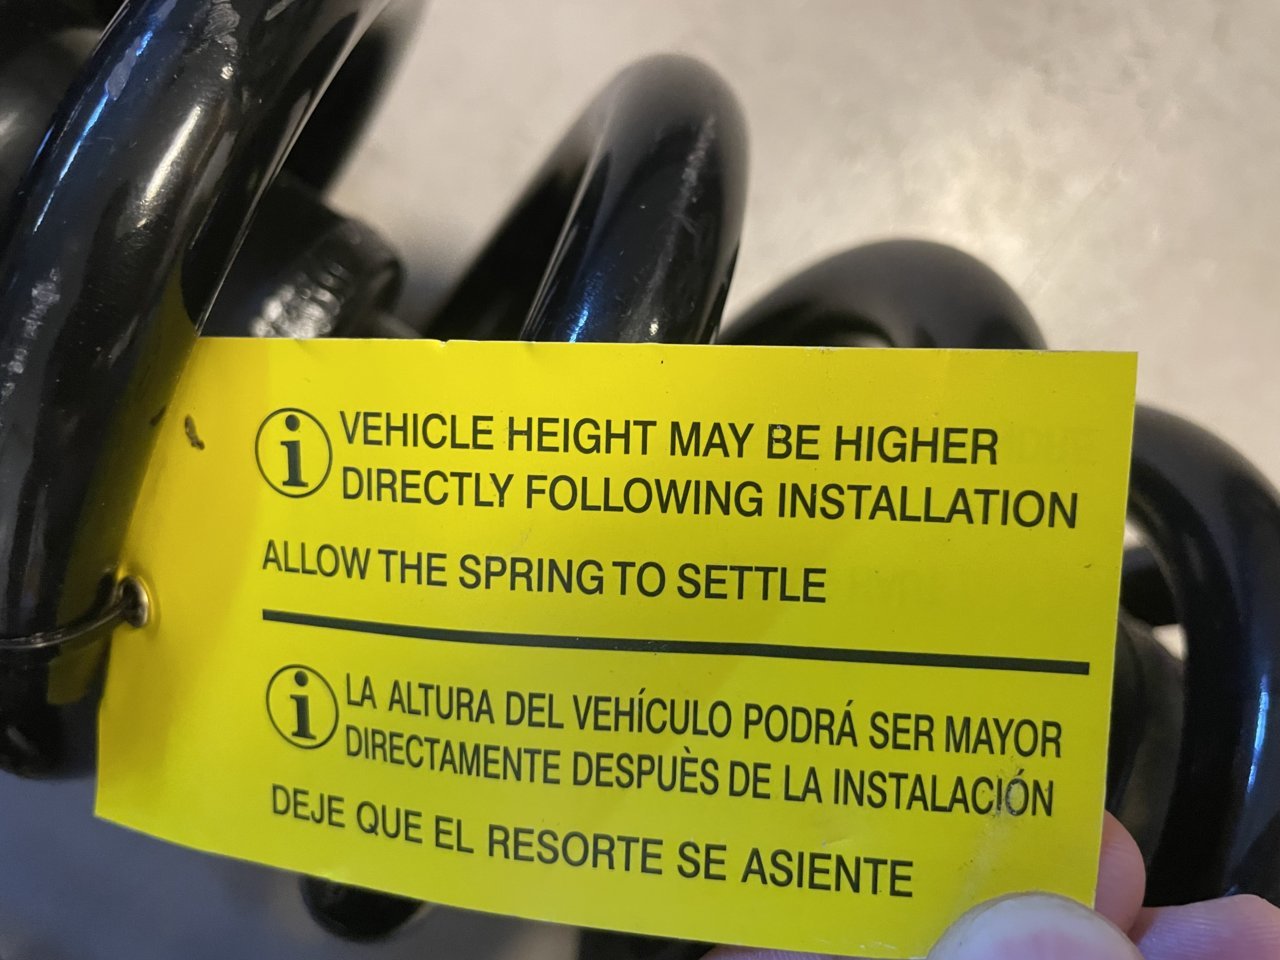 VEHICLE HEIGHT MAY BE HIGHER
DIRECTLY FOLLOWING INSTALLATION
ALLOW THE SPRING TO SETTLE
LA ALTURA DEL VEHÍCULO PODRÁ SER MAYOR
DIRECTAMENTE DESPUÈS DE LA INSTALACIÓN
DEJE QUE EL RESORTE SE ASIENTE